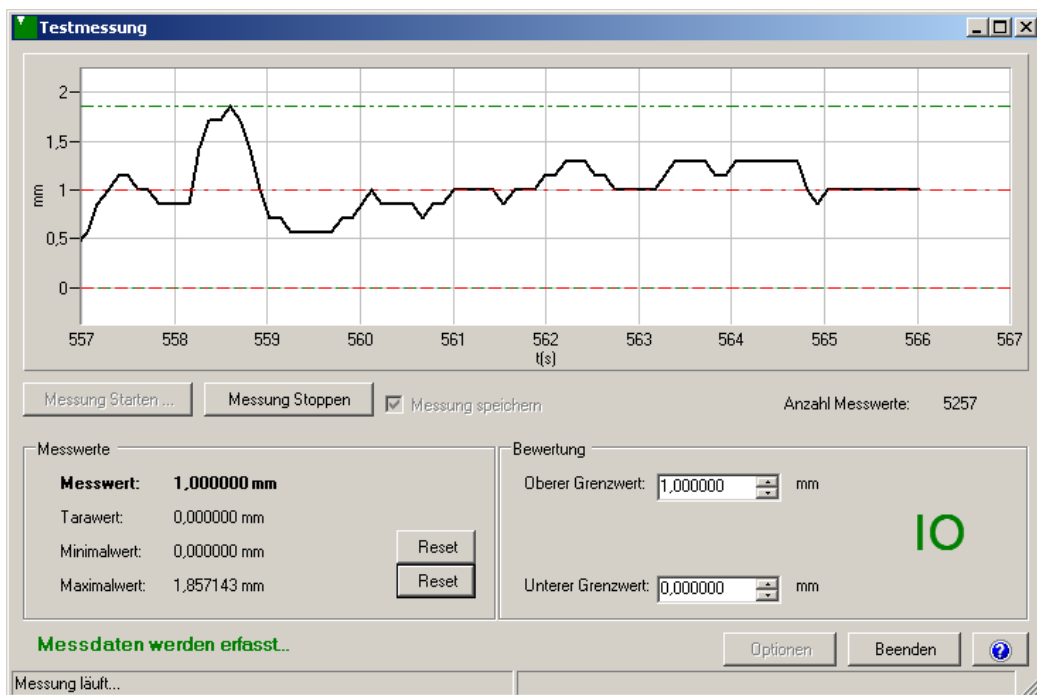 Testmessung
mm
2
1,5
1
0,5
0
557 558 559 560 561 562 563 564 565 566 567
t(s)
Messung Starten ... Messung Stoppen Messung speichern Anzahl Messwerte: 5257
Messwerte
Messwert: 1,000000 mm
Tarawert: 0,000000 mm
Minimalwert: 0,000000 mm Reset
Maximalwert: 1,857143 mm Reset
Bewertung
Oberer Grenzwert: 1,000000 mm
IO
Unterer Grenzwert: 0,000000 mm
Messdaten werden erfasst...
Optionen Beenden ?
Messung läuft...